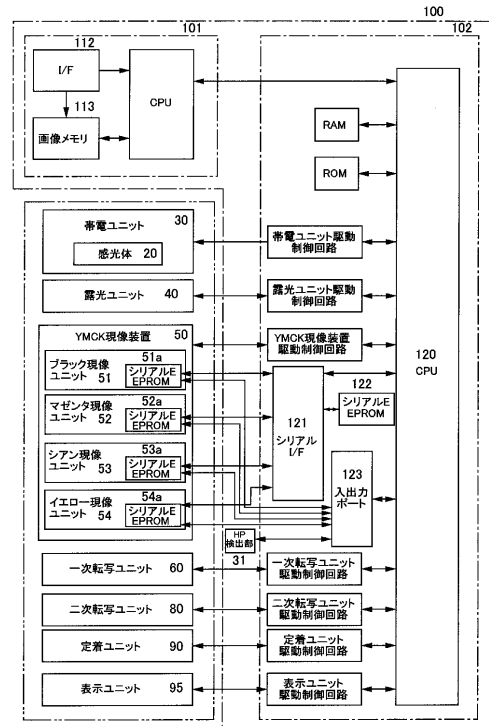 100
101
102
112
I/F
CPU
113
画像メモリ
RAM
ROM
帯電ユニット 30
感光体 20
帯電ユニット駆動
制御回路
露光ユニット 40
露光ユニット駆動
制御回路
YMCK現像装置 50
YMCK現像装置
駆動制御回路
ブラック現像
ユニット 51
51a
シリアルE
EPROM
マゼンタ現像
ユニット 52
52a
シリアルE
EPROM
シアン現像
ユニット 53
53a
シリアルE
EPROM
イエロー現像
ユニット 54
54a
シリアルE
EPROM
121
シリアル
I/F
122
シリアルE
EPROM
120
CPU
123
入出力
ポート
HP
検出部
31
一次転写ユニット 60
一次転写ユニット
駆動制御回路
二次転写ユニット 80
二次転写ユニット
駆動制御回路
定着ユニット 90
定着ユニット
駆動制御回路
表示ユニット 95
表示ユニット
駆動制御回路